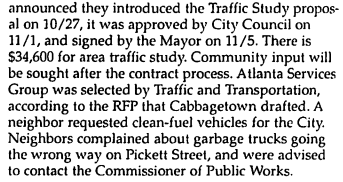 announced they introduced the Traffic Study propos-
al on 10/27, it was approved by City Council on
11/1, and signed by the Mayor on 11/5. There is
$34,600 for area traffic study. Community input will
be sought after the contract process. Atlanta Services
Group was selected by Traffic and Transportation,
according to the RFP that Cabbagetown drafted. A
neighbor requested clean-fuel vehicles for the City.
Neighbors complained about garbage trucks going
the wrong way on Pickett Street, and were advised
to contact the Commissioner of Public Works.